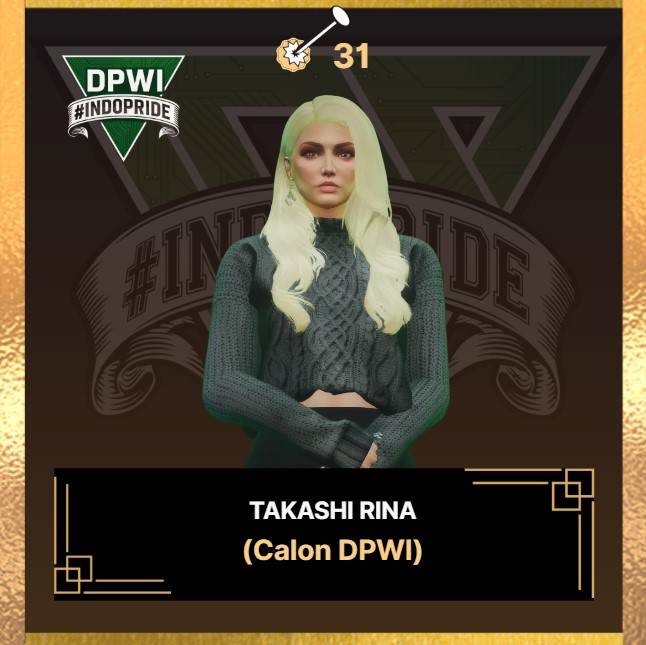 31
DPWI
#INDOPRIDE
#INDOPRIDE
TAKASHI RINA
(Calon DPWI)